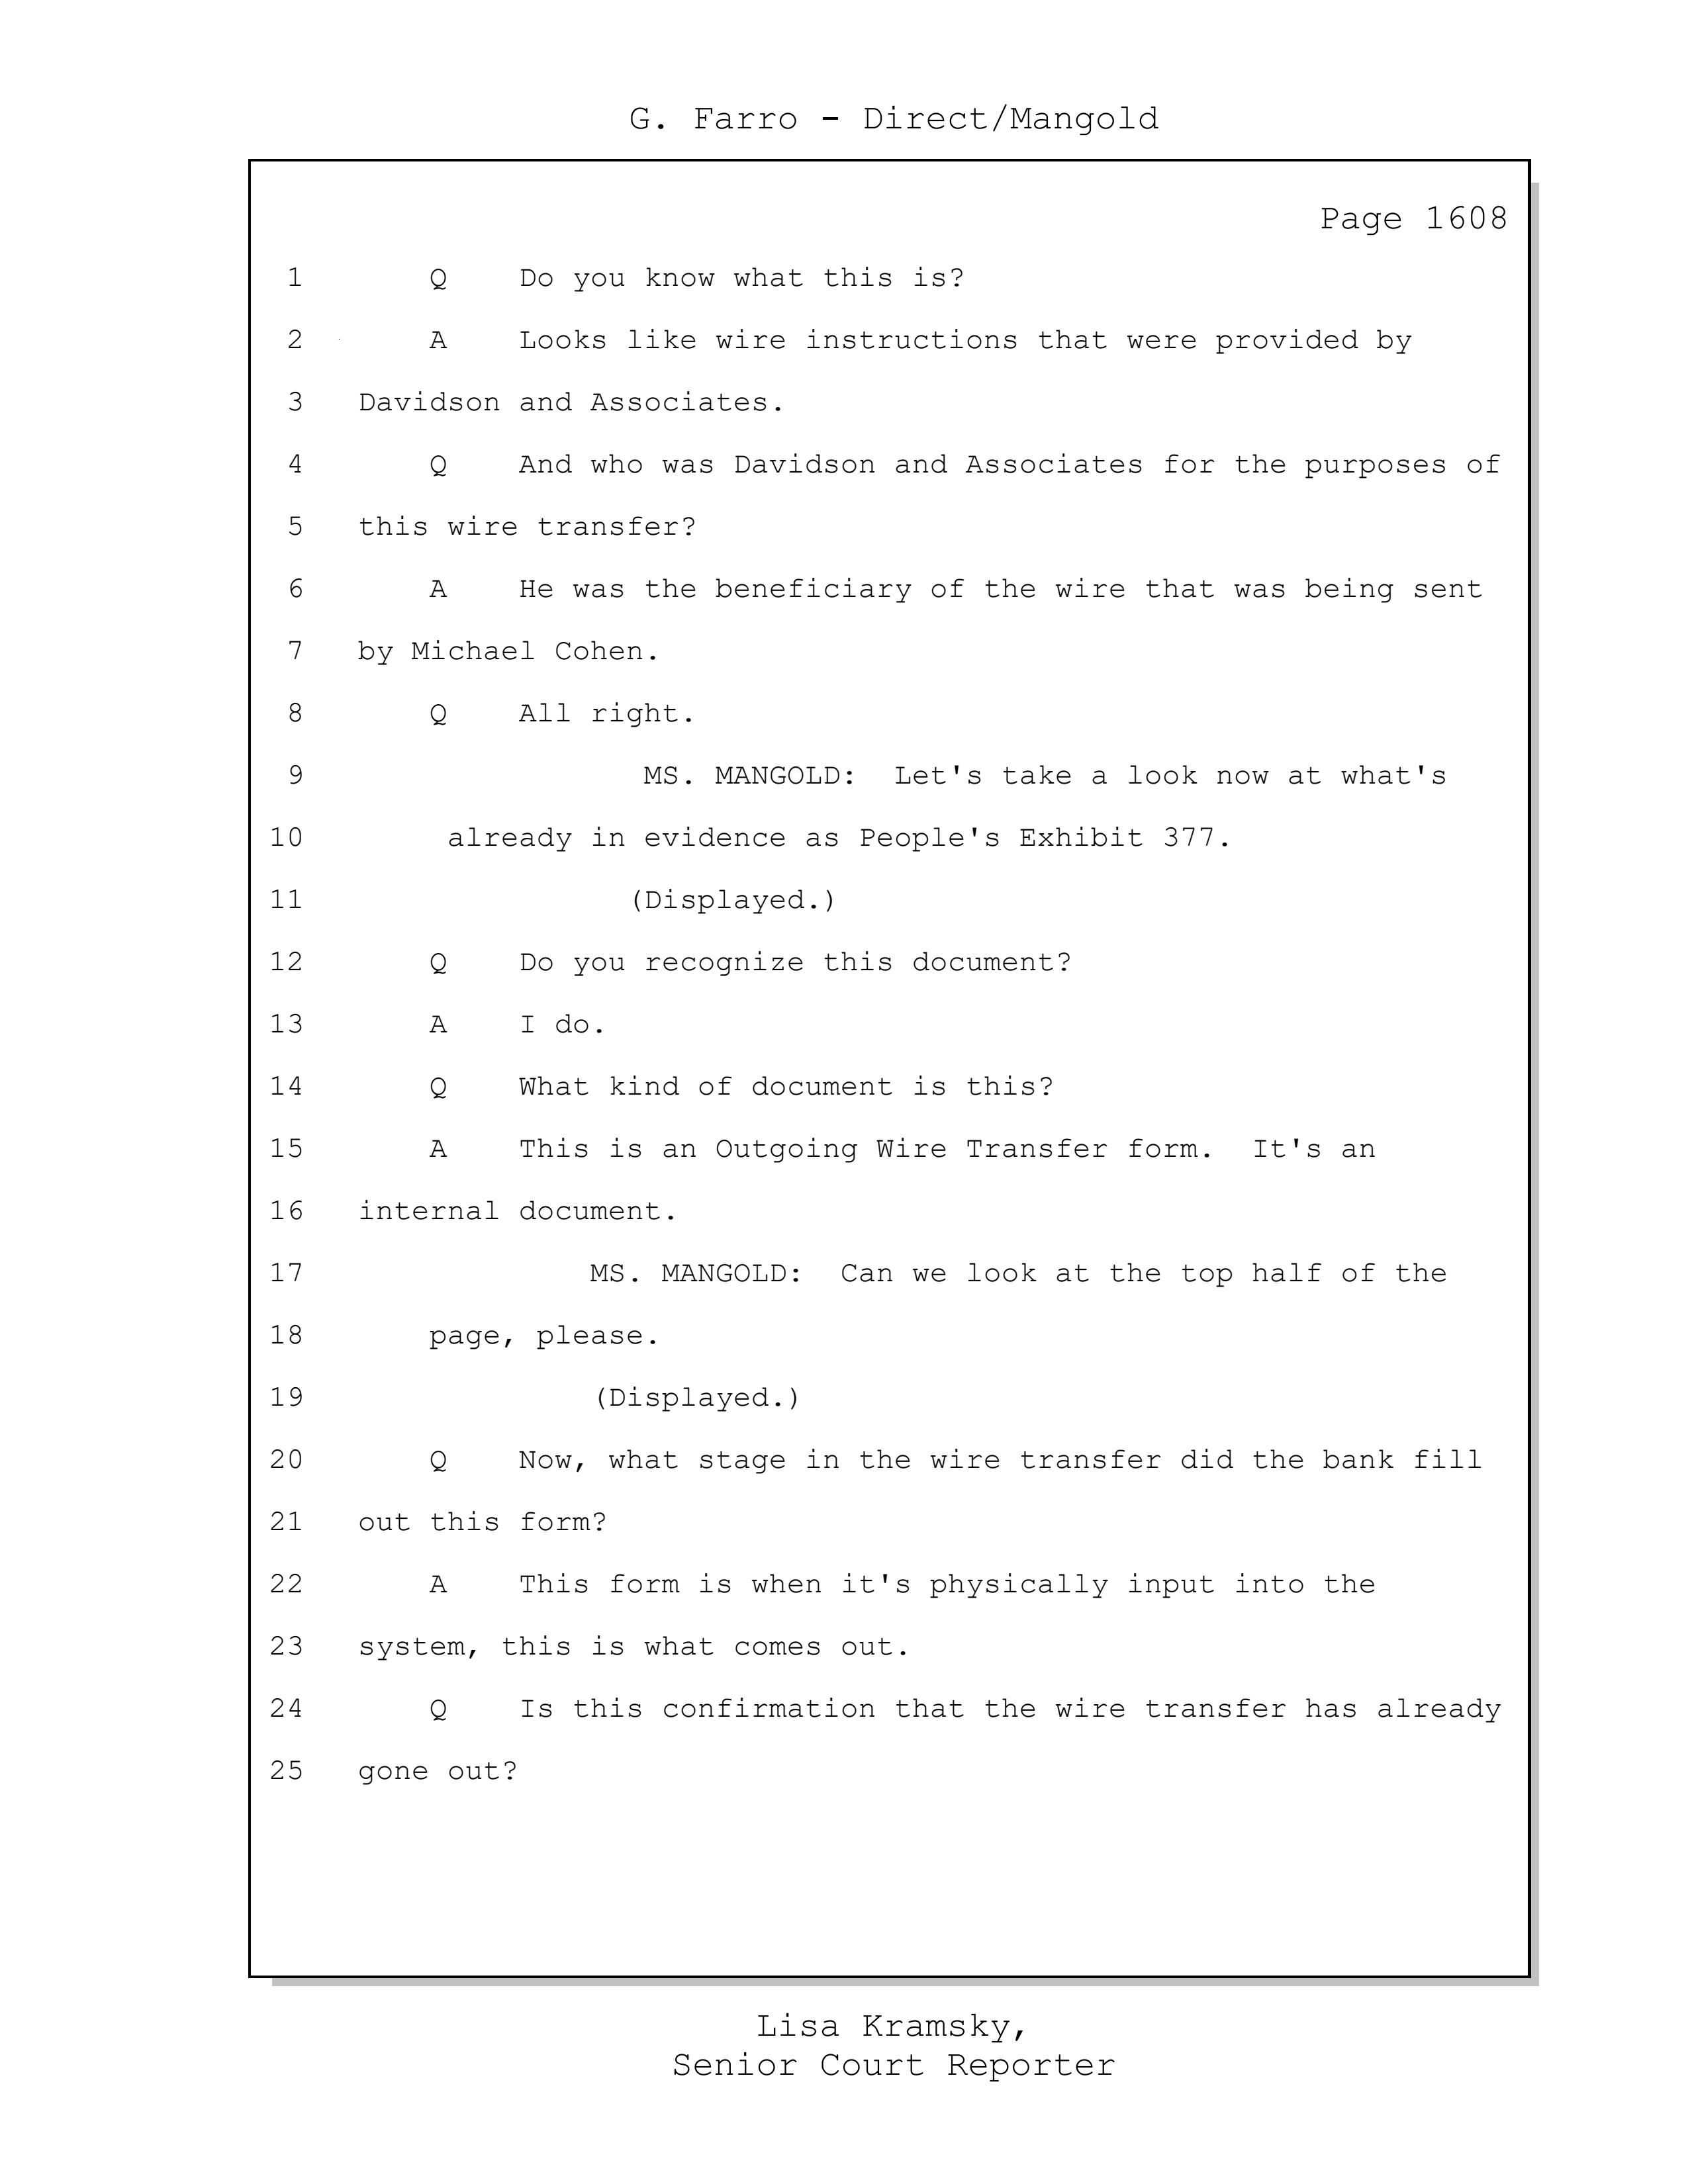 G. Farro - Direct/Mangold
Page 1608
1 Q Do you know what this is?
2 A Looks like wire instructions that were provided by
3 Davidson and Associates.
4 Q And who was Davidson and Associates for the purposes of
5 this wire transfer?
6 A He was the beneficiary of the wire that was being sent
7 by Michael Cohen.
8 Q All right.
9 MS. MANGOLD: Let's take a look now at what's
10 already in evidence as People's Exhibit 377.
11 (Displayed.)
12 Q Do you recognize this document?
13 A I do.
14 Q What kind of document is this?
15 A This is an Outgoing Wire Transfer form. It's an
16 internal document.
17 MS. MANGOLD: Can we look at the top half of the
18 page, please.
19 (Displayed.)
20 Q Now, what stage in the wire transfer did the bank fill
21 out this form?
22 A This form is when it's physically input into the
23 system, this is what comes out.
24 Q Is this confirmation that the wire transfer has already
25 gone out?
Lisa Kramsky,
Senior Court Reporter